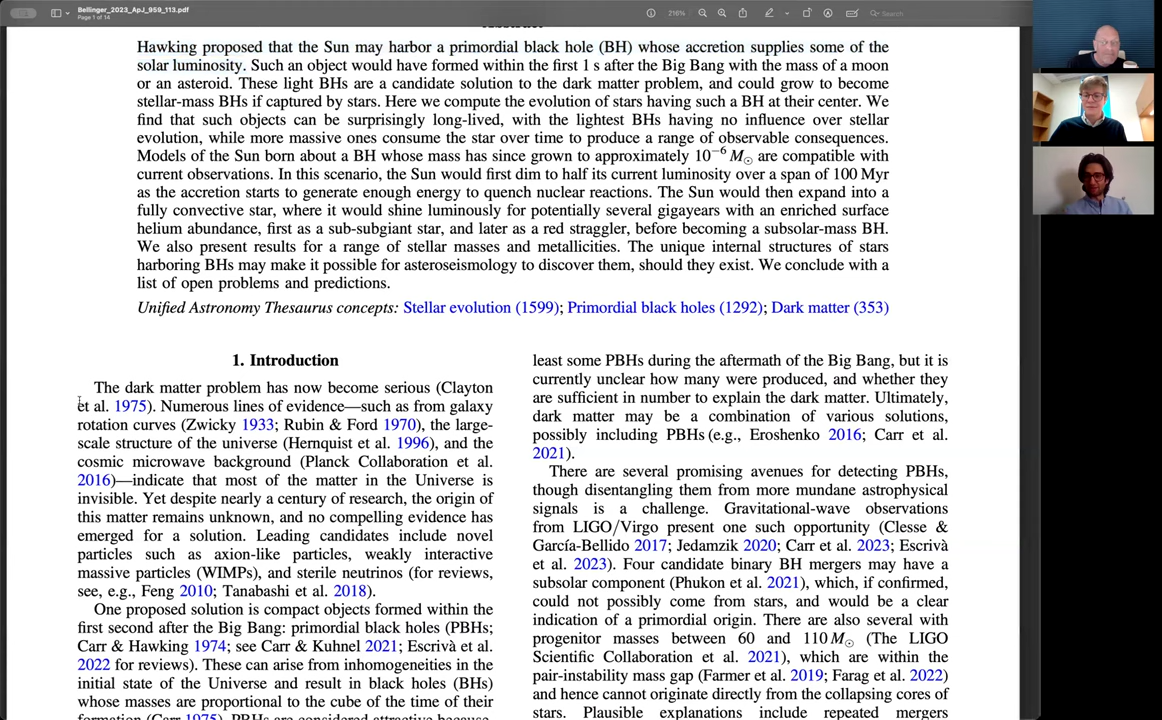 Bellinger_2023_ApJ_959_113.pdf
Page 1 of 14
216%
Search
Hawking proposed that the Sun may harbor a primordial black hole (BH) whose accretion supplies some of the
solar luminosity. Such an object would have formed within the first 1 s after the Big Bang with the mass of a moon
or an asteroid. These light BHs are a candidate solution to the dark matter problem, and could grow to become
stellar-mass BHs if captured by stars. Here we compute the evolution of stars having such a BH at their center. We
find that such objects can be surprisingly long-lived, with the lightest BHs having no influence over stellar
evolution, while more massive ones consume the star over time to produce a range of observable consequences.
Models of the Sun born about a BH whose mass has since grown to approximately 10⁻⁶ M☉ are compatible with
current observations. In this scenario, the Sun would first dim to half its current luminosity over a span of 100 Myr
as the accretion starts to generate enough energy to quench nuclear reactions. The Sun would then expand into a
fully convective star, where it would shine luminously for potentially several gigayears with an enriched surface
helium abundance, first as a sub-subgiant star, and later as a red straggler, before becoming a subsolar-mass BH.
We also present results for a range of stellar masses and metallicities. The unique internal structures of stars
harboring BHs may make it possible for asteroseismology to discover them, should they exist. We conclude with a
list of open problems and predictions.
Unified Astronomy Thesaurus concepts: Stellar evolution (1599); Primordial black holes (1292); Dark matter (353)
1. Introduction
The dark matter problem has now become serious (Clayton
et al. 1975). Numerous lines of evidence—such as from galaxy
rotation curves (Zwicky 1933; Rubin & Ford 1970), the large-
scale structure of the universe (Hernquist et al. 1996), and the
cosmic microwave background (Planck Collaboration et al.
2016)—indicate that most of the matter in the Universe is
invisible. Yet despite nearly a century of research, the origin of
this matter remains unknown, and no compelling evidence has
emerged for a solution. Leading candidates include novel
particles such as axion-like particles, weakly interactive
massive particles (WIMPs), and sterile neutrinos (for reviews,
see, e.g., Feng 2010; Tanabashi et al. 2018).
One proposed solution is compact objects formed within the
first second after the Big Bang: primordial black holes (PBHs;
Carr & Hawking 1974; see Carr & Kuhnel 2021; Escrivà et al.
2022 for reviews). These can arise from inhomogeneities in the
initial state of the Universe and result in black holes (BHs)
whose masses are proportional to the cube of the time of their
formation (Carr 1975). PBHs are considered attractive because,
least some PBHs during the aftermath of the Big Bang, but it is
currently unclear how many were produced, and whether they
are sufficient in number to explain the dark matter. Ultimately,
dark matter may be a combination of various solutions,
possibly including PBHs (e.g., Eroshenko 2016; Carr et al.
2021).
There are several promising avenues for detecting PBHs,
though disentangling them from more mundane astrophysical
signals is a challenge. Gravitational-wave observations
from LIGO/Virgo present one such opportunity (Clesse &
García-Bellido 2017; Jedamzik 2020; Carr et al. 2023; Escrivà
et al. 2023). Four candidate binary BH mergers may have a
subsolar component (Phukon et al. 2021), which, if confirmed,
could not possibly come from stars, and would be a clear
indication of a primordial origin. There are also several with
progenitor masses between 60 and 110 M☉ (The LIGO
Scientific Collaboration et al. 2021), which are within the
pair-instability mass gap (Farmer et al. 2019; Farag et al. 2022)
and hence cannot originate directly from the collapsing cores of
stars. Plausible explanations include repeated mergers